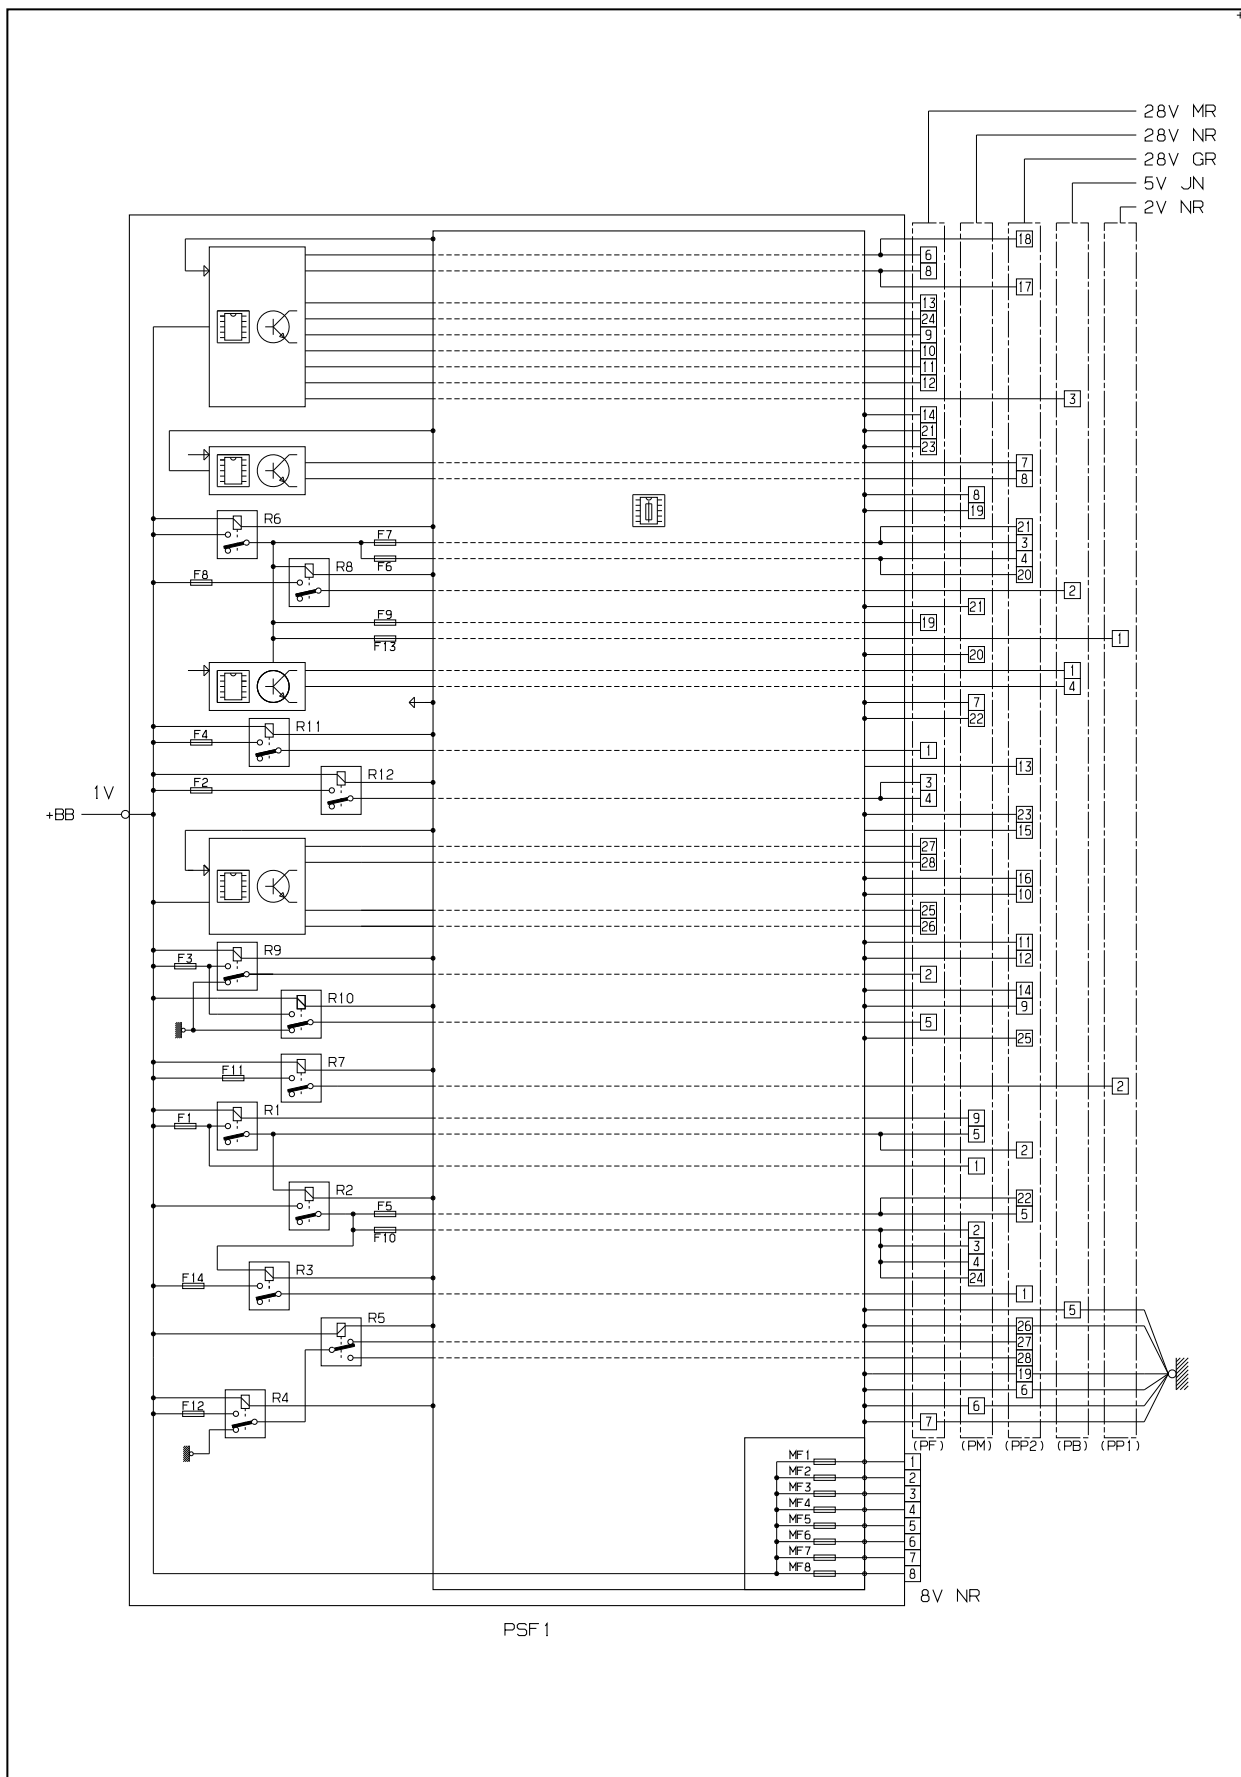 28V MR
28V NR
28V GR
5V JN
2V NR
18
6
8
17
13
24
9
10
11
12
3
14
21
23
7
8
8
R6
19
21
F7
3
4
F6
R8
F8
20
2
21
F9
19
F13
1
20
1
4
7
R11
22
F4
1
R12
13
F2
3
1V
4
+BB
23
15
27
28
16
10
25
26
R9
11
F3
12
2
R10
14
9
5
25
R7
F11
2
R1
9
F1
5
2
1
R2
22
F5
5
F10
2
3
R3
4
F14
24
1
R5
5
26
27
28
19
R4
6
F12
6
7
(PF)
(PM)
(PP2)
(PB)
(PP1)
MF1
1
MF2
2
MF3
3
MF4
4
MF5
5
MF6
6
MF7
7
MF8
8
8V NR
PSF1